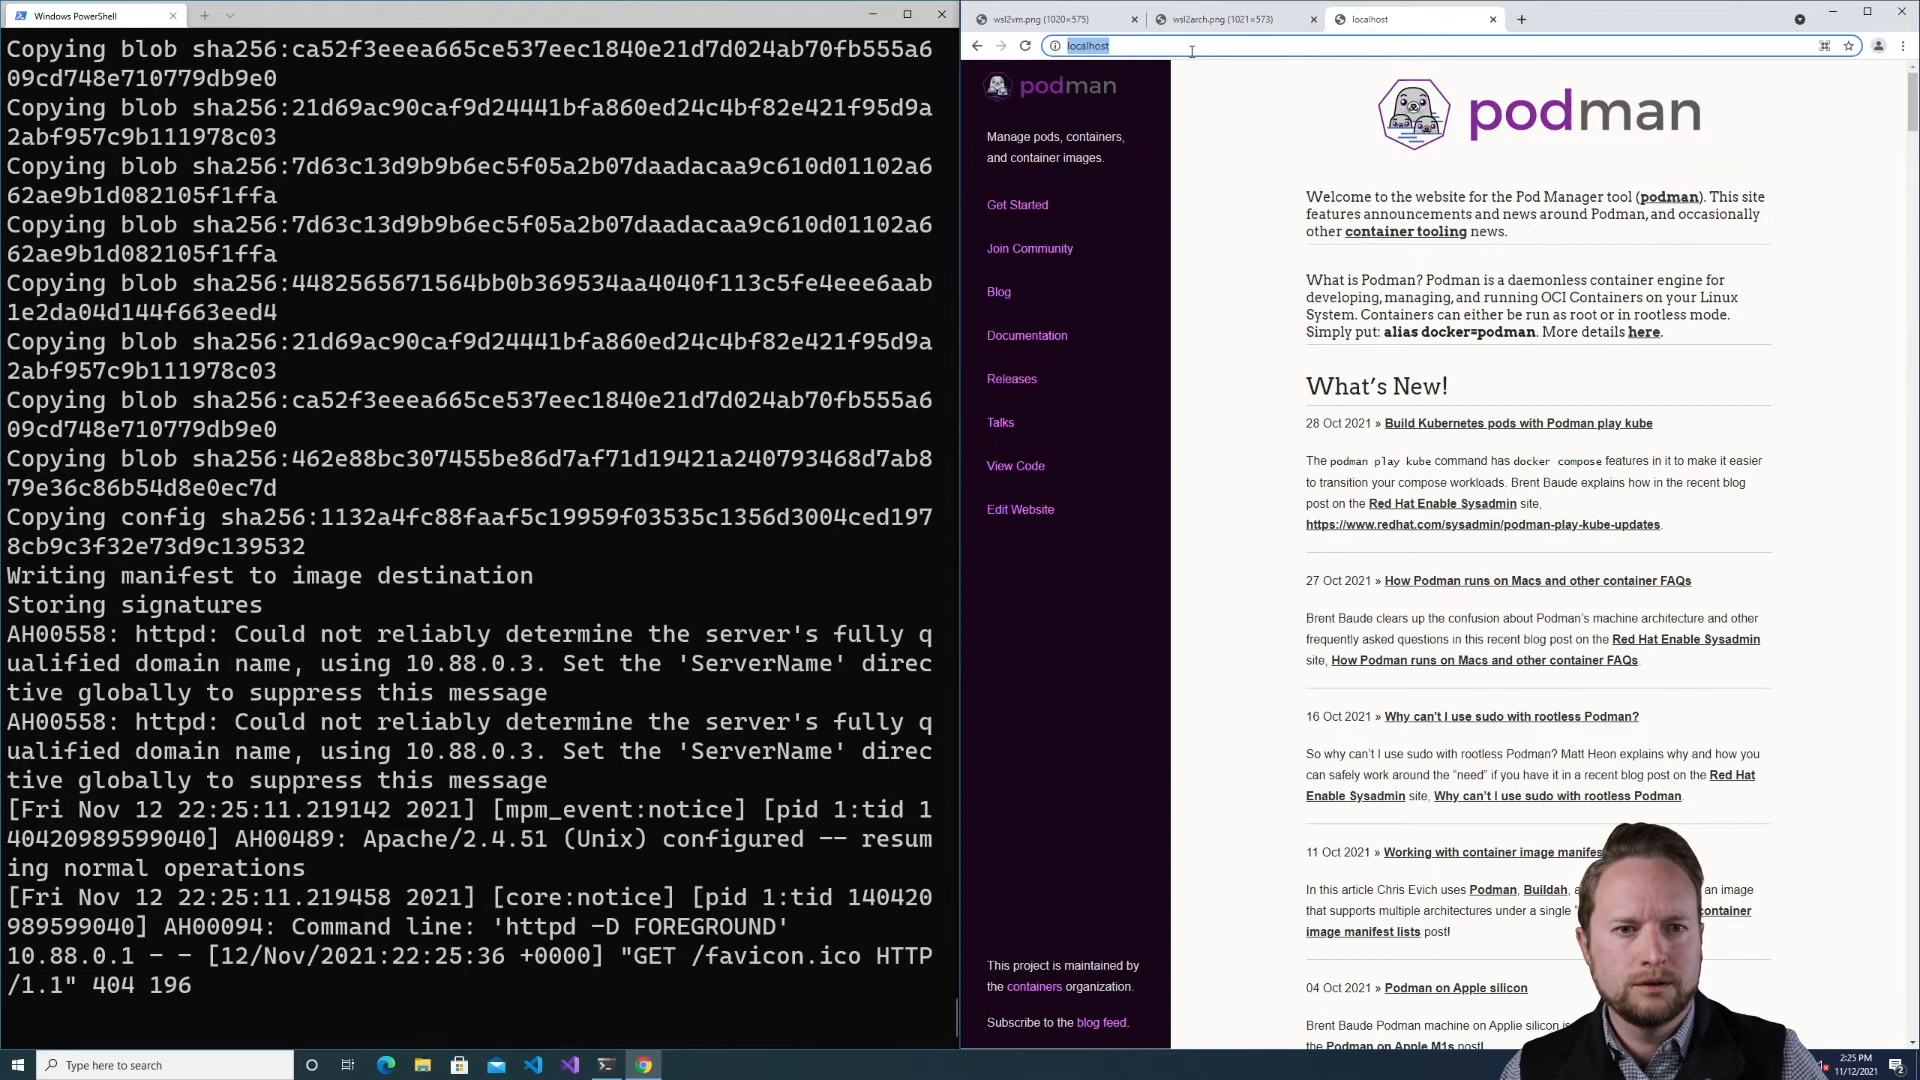 Windows PowerShell
Copying blob sha256:ca52f3eeea665ce537eec1840e21d7d024ab70fb555a6
09cd748e710779db9e0
Copying blob sha256:21d69ac90caf9d24441bfa860ed24c4bf82e421f95d9a
2abf957c9b111978c03
Copying blob sha256:7d63c13d9b9b6ec5f05a2b07daadacaa9c610d01102a6
62ae9b1d082105f1ffa
Copying blob sha256:7d63c13d9b9b6ec5f05a2b07daadacaa9c610d01102a6
62ae9b1d082105f1ffa
Copying blob sha256:4482565671564bb0b369534aa4040f113c5fe4eee6aab
1e2da04d144f663eed4
Copying blob sha256:21d69ac90caf9d24441bfa860ed24c4bf82e421f95d9a
2abf957c9b111978c03
Copying blob sha256:ca52f3eeea665ce537eec1840e21d7d024ab70fb555a6
09cd748e710779db9e0
Copying blob sha256:462e88bc307455be86d7af71d19421a240793468d7ab8
79e36c86b54d8e0ec7d
Copying config sha256:1132a4fc88faaf5c19959f03535c1356d3004ced197
8cb9c3f32e73d9c139532
Writing manifest to image destination
Storing signatures
AH00558: httpd: Could not reliably determine the server's fully q
ualified domain name, using 10.88.0.3. Set the 'ServerName' direc
tive globally to suppress this message
AH00558: httpd: Could not reliably determine the server's fully q
ualified domain name, using 10.88.0.3. Set the 'ServerName' direc
tive globally to suppress this message
[Fri Nov 12 22:25:11.219142 2021] [mpm_event:notice] [pid 1:tid 1
40420989599040] AH00489: Apache/2.4.51 (Unix) configured -- resum
ing normal operations
[Fri Nov 12 22:25:11.219458 2021] [core:notice] [pid 1:tid 140420
989599040] AH00094: Command line: 'httpd -D FOREGROUND'
10.88.0.1 - - [12/Nov/2021:22:25:36 +0000] "GET /favicon.ico HTTP
/1.1" 404 196
wsl2vm.png (1020×575)
wsl2arch.png (1021×573)
localhost
localhost
podman
Manage pods, containers,
and container images.
Get Started
Join Community
Blog
Documentation
Releases
Talks
View Code
Edit Website
This project is maintained by
the containers organization.
Subscribe to the blog feed.
podman
Welcome to the website for the Pod Manager tool (podman). This site
features announcements and news around Podman, and occasionally
other container tooling news.
What is Podman? Podman is a daemonless container engine for
developing, managing, and running OCI Containers on your Linux
System. Containers can either be run as root or in rootless mode.
Simply put: alias docker=podman. More details here.
What's New!
28 Oct 2021 » Build Kubernetes pods with Podman play kube
The podman play kube command has docker compose features in it to make it easier
to transition your compose workloads. Brent Baude explains how in the recent blog
post on the Red Hat Enable Sysadmin site,
https://www.redhat.com/sysadmin/podman-play-kube-updates.
27 Oct 2021 » How Podman runs on Macs and other container FAQs
Brent Baude clears up the confusion about Podman's machine architecture and other
frequently asked questions in this recent blog post on the Red Hat Enable Sysadmin
site, How Podman runs on Macs and other container FAQs.
16 Oct 2021 » Why can't I use sudo with rootless Podman?
So why can't I use sudo with rootless Podman? Matt Heon explains why and how you
can safely work around the "need" if you have it in a recent blog post on the Red Hat
Enable Sysadmin site, Why can't I use sudo with rootless Podman.
11 Oct 2021 » Working with container image manifes
In this article Chris Evich uses Podman, Buildah, a an image
that supports multiple architectures under a single " container
image manifest lists post!
04 Oct 2021 » Podman on Apple silicon
Brent Baude Podman machine on Applie silicon is
the Podman on Apple M1s post!
Type here to search
2:25 PM
11/12/2021
2